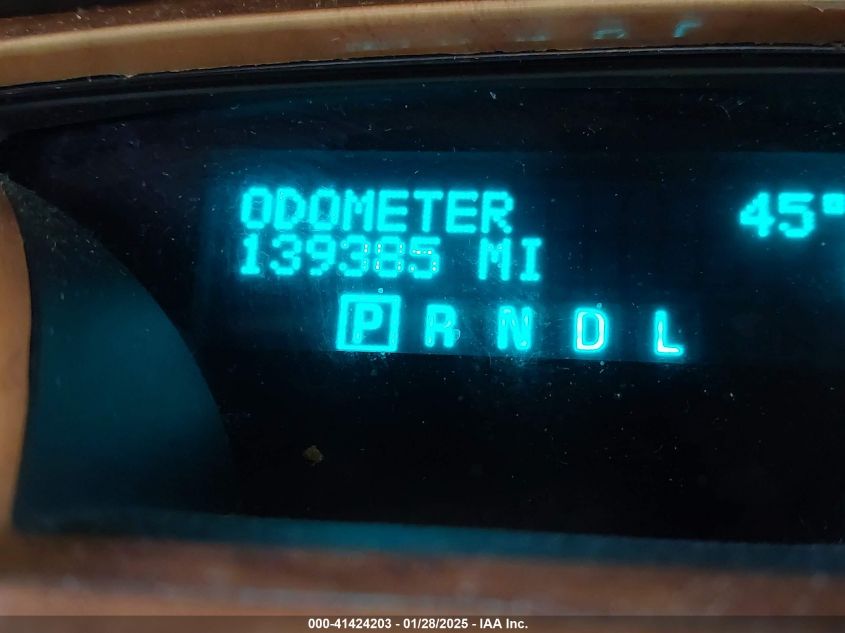 ODOMETER 45°
139385 MI
P R N D L
000-41424203 - 01/28/2025 - IAA Inc.